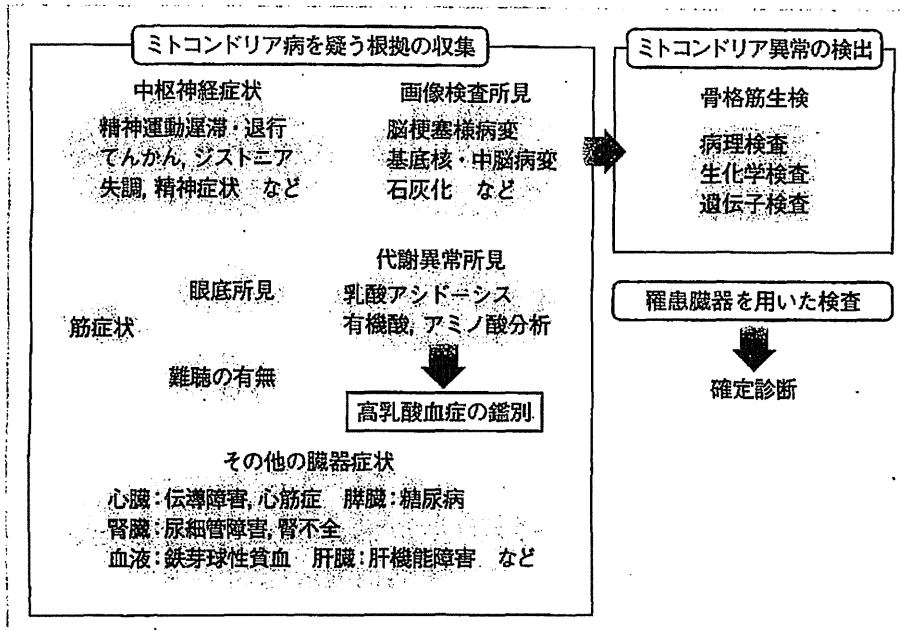 ミトコンドリア病を疑う根拠の収集
中枢神経症状
精神運動遅滞・退行
てんかん, ジストニア
失調, 精神症状 など
画像検査所見
脳梗塞様病変
基底核・中脳病変
石灰化 など
筋症状
眼底所見
難聴の有無
代謝異常所見
乳酸アシドーシス
有機酸, アミノ酸分析
高乳酸血症の鑑別
その他の臓器症状
心臓：伝導障害, 心筋症 膵臓：糖尿病
腎臓：尿細管障害, 腎不全
血液：鉄芽球性貧血 肝臓：肝機能障害 など
ミトコンドリア異常の検出
骨格筋生検
病理検査
生化学検査
遺伝子検査
罹患臓器を用いた検査
確定診断